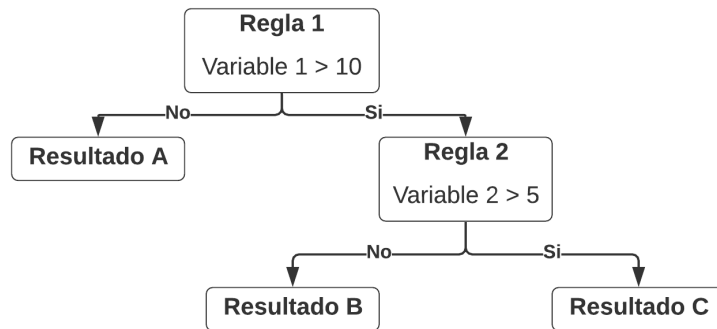 Regla 1
Variable 1 > 10
No
Si
Resultado A
Regla 2
Variable 2 > 5
No
Si
Resultado B
Resultado C